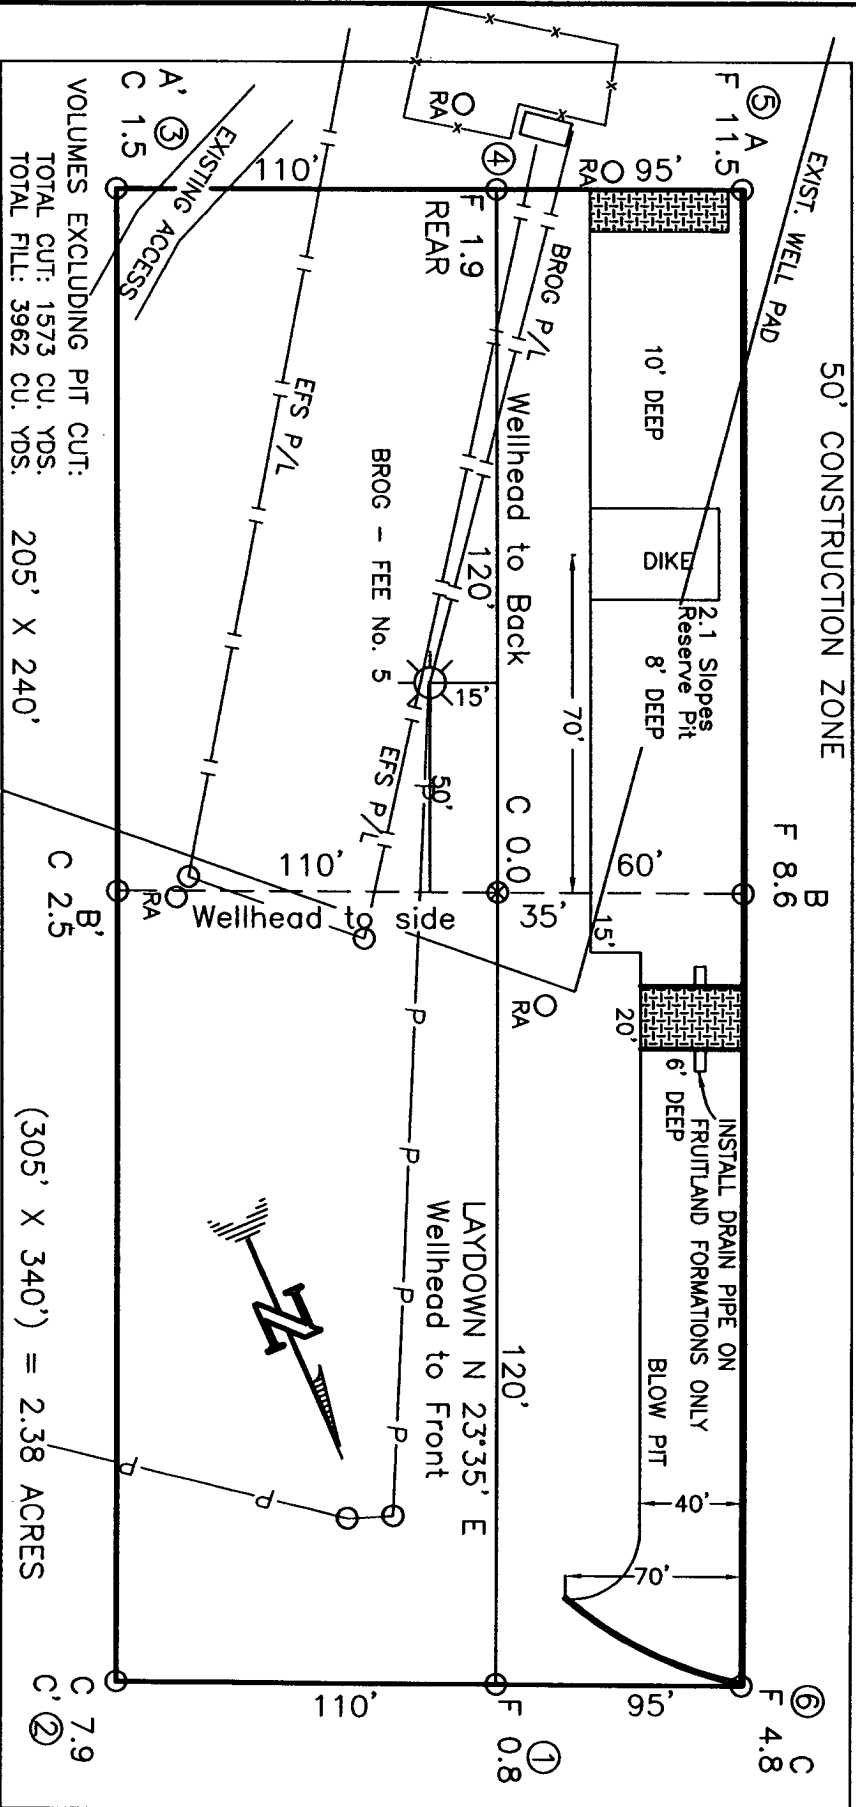 50' CONSTRUCTION ZONE
EXIST. WELL PAD
⑤ A
F 11.5
B
F 8.6
⑥ C
F 4.8
95'
RA
10' DEEP
DIKE
2.1 Slopes
Reserve Pit
8' DEEP
70'
60'
15'
20'
6' DEEP
INSTALL DRAIN PIPE ON
FRUITLAND FORMATIONS ONLY
BLOW PIT
40'
70'
95'
RA
④
F 1.9
REAR
BROG P/L
Wellhead to Back
120'
C 0.0
35'
RA
LAYDOWN N 23°35' E
Wellhead to Front
120'
①
F 0.8
BROG - FEE No. 5
15'
50'
EFS P/L
EFS P/L
P
P
P
P
P
P
P
P
N
110'
110'
110'
Wellhead to side
RA
EXISTING ACCESS
A' ③
C 1.5
B'
C 2.5
C 7.9
C' ②
VOLUMES EXCLUDING PIT CUT:
TOTAL CUT: 1573 CU. YDS.
TOTAL FILL: 3962 CU. YDS.
205' X 240'
(305' X 340') = 2.38 ACRES